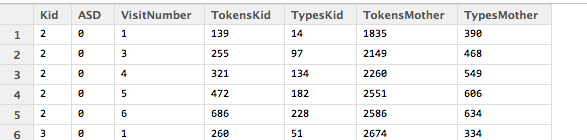 Kid ASD VisitNumber TokensKid TypesKid TokensMother TypesMother
1 2 0 1 139 14 1835 390
2 2 0 3 255 97 2149 468
3 2 0 4 321 134 2260 549
4 2 0 5 472 182 2551 606
5 2 0 6 686 228 2586 634
6 3 0 1 260 51 2674 334